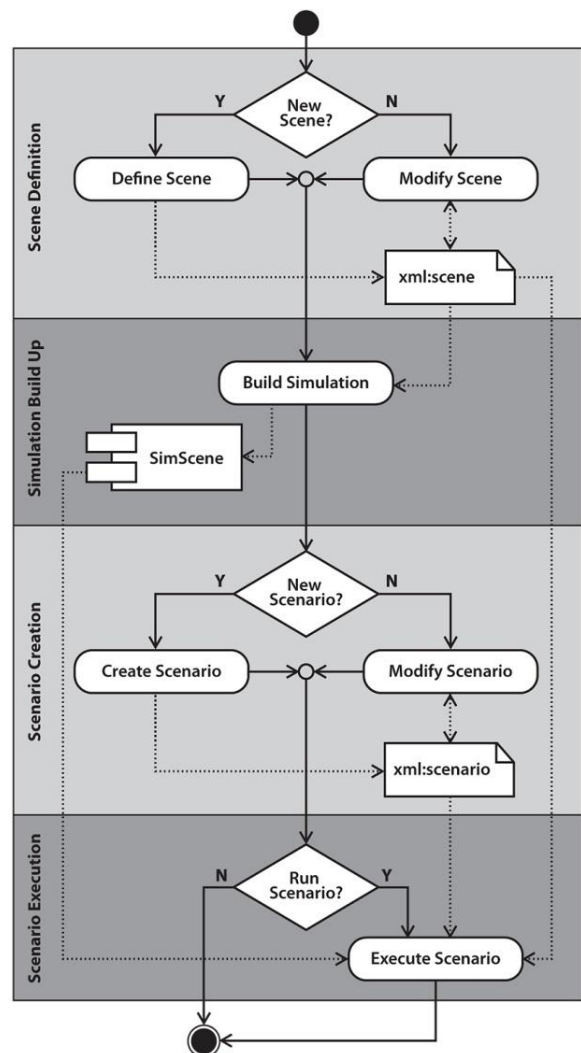 Scene Definition
New
Scene?
Y
N
Define Scene
Modify Scene
xml:scene
Simulation Build Up
Build Simulation
SimScene
Scenario Creation
New
Scenario?
Y
N
Create Scenario
Modify Scenario
xml:scenario
Scenario Execution
Run
Scenario?
N
Y
Execute Scenario